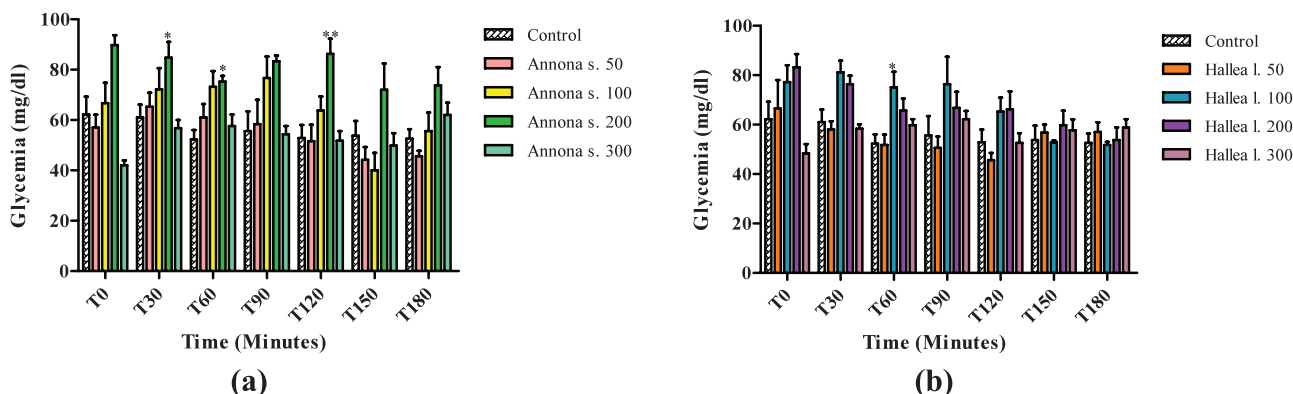 100
80
60
40
20
0
Glycemia (mg/dl)
*
*
**
T0
T30
T60
T90
T120
T150
T180
Time (Minutes)
Control
Annona s. 50
Annona s. 100
Annona s. 200
Annona s. 300
(a)
100
80
60
40
20
0
Glycemia (mg/dl)
*
T0
T30
T60
T90
T120
T150
T180
Time (Minutes)
Control
Hallea l. 50
Hallea l. 100
Hallea l. 200
Hallea l. 300
(b)